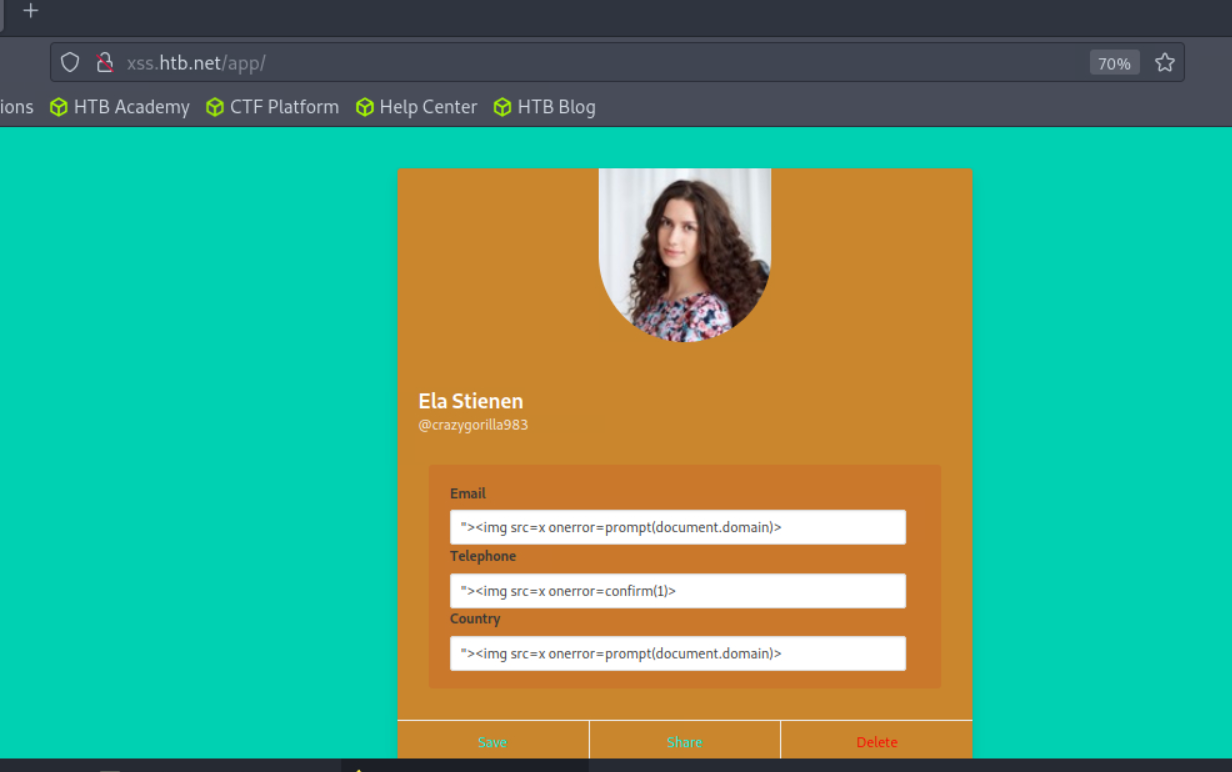 xss.htb.net/app/ 70%
ions HTB Academy CTF Platform Help Center HTB Blog
Ela Stienen
@crazygorilla983
Email
"><img src=x onerror=prompt(document.domain)>
Telephone
"><img src=x onerror=confirm(1)>
Country
"><img src=x onerror=prompt(document.domain)>
Save Share Delete